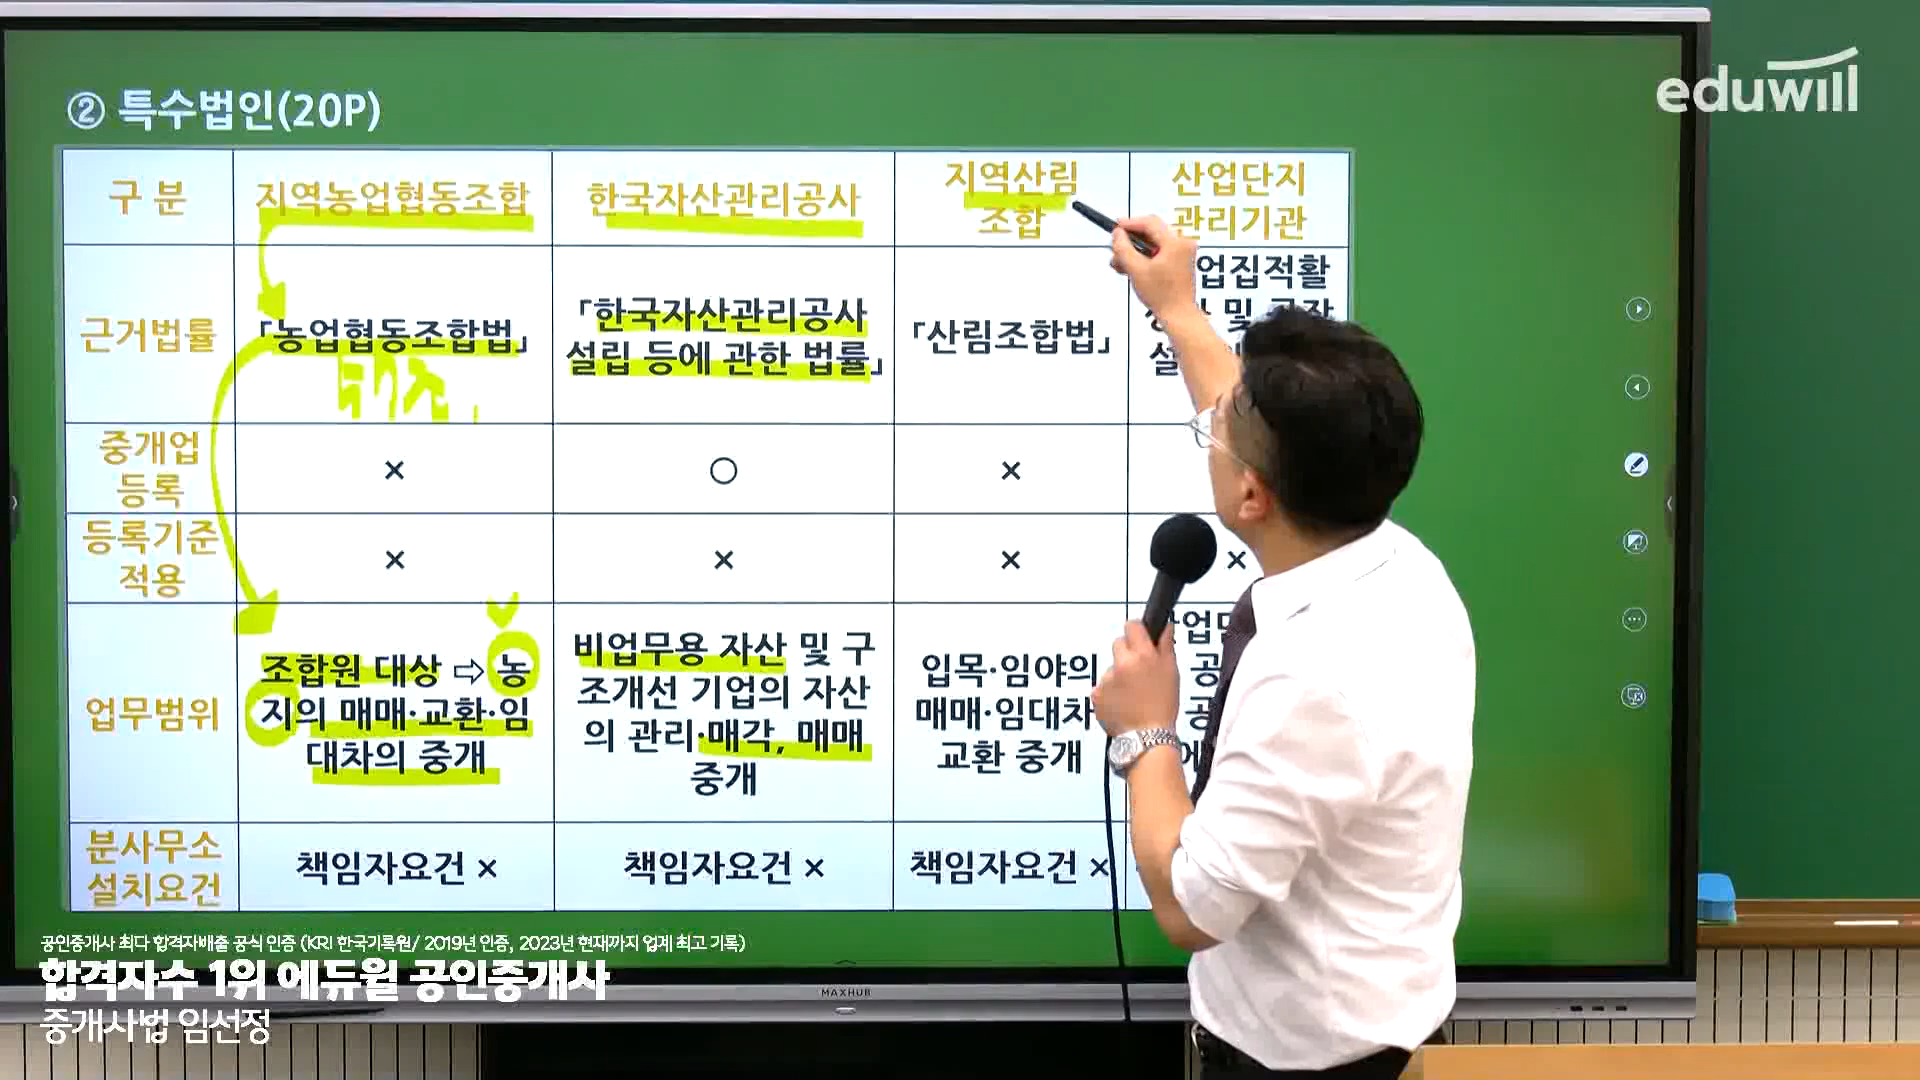 eduwill
② 특수법인(20P)
구 분
지역농업협동조합
한국자산관리공사
지역산림
조합
산업단지
관리기관
근거법률
「농업협동조합법」
「한국자산관리공사
설립 등에 관한 법률」
「산림조합법」
업집적활
및
중개업
등록
×
○
×
등록기준
적용
×
×
×
×
업무범위
조합원 대상 ⇨ 농
지의 매매·교환·임
대차의 중개
비업무용 자산 및 구
조개선 기업의 자산
의 관리·매각, 매매
중개
입목·임야의
매매·임대차
교환 중개
분사무소
설치요건
책임자요건 ×
책임자요건 ×
책임자요건 ×
공인중개사 최다 합격자배출 공식 인증 (KRI 한국기록원/ 2019년 인증, 2023년 현재까지 업계 최고 기록)
합격자수 1위 에듀윌 공인중개사
중개사법 임선정
MAXHUB